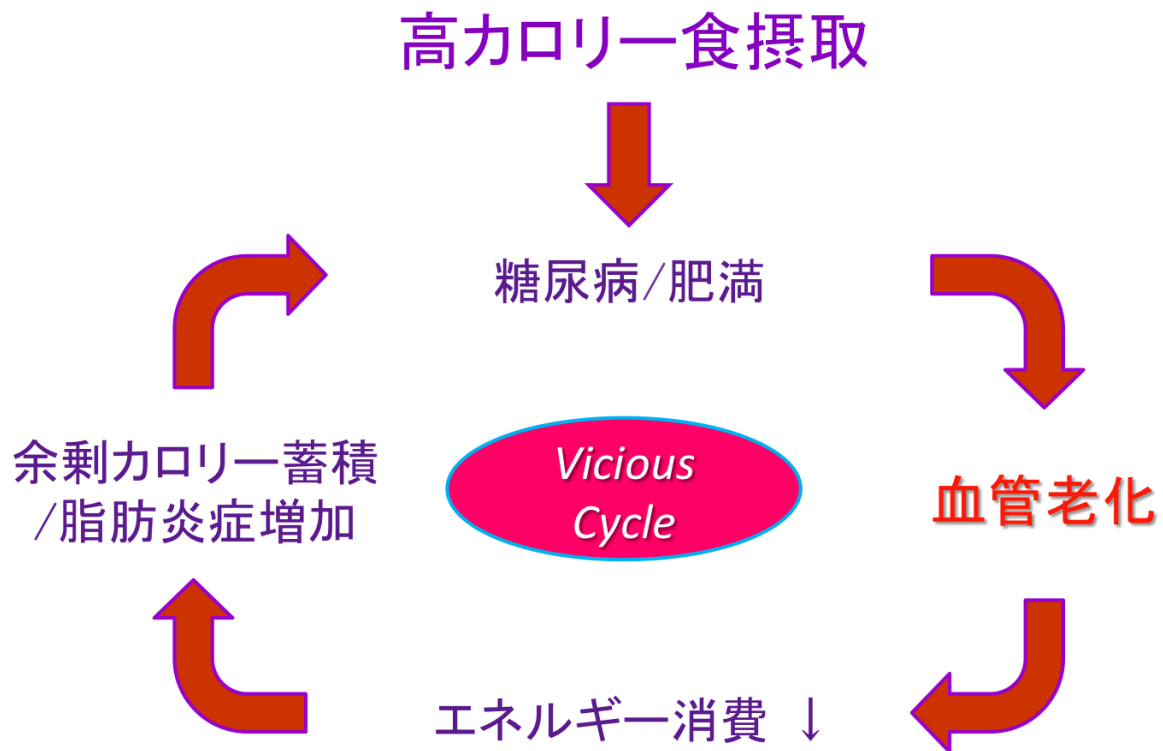 高カロリー食摂取
糖尿病/肥満
余剰カロリー蓄積
/脂肪炎症増加
Vicious
Cycle
血管老化
エネルギー消費 ↓